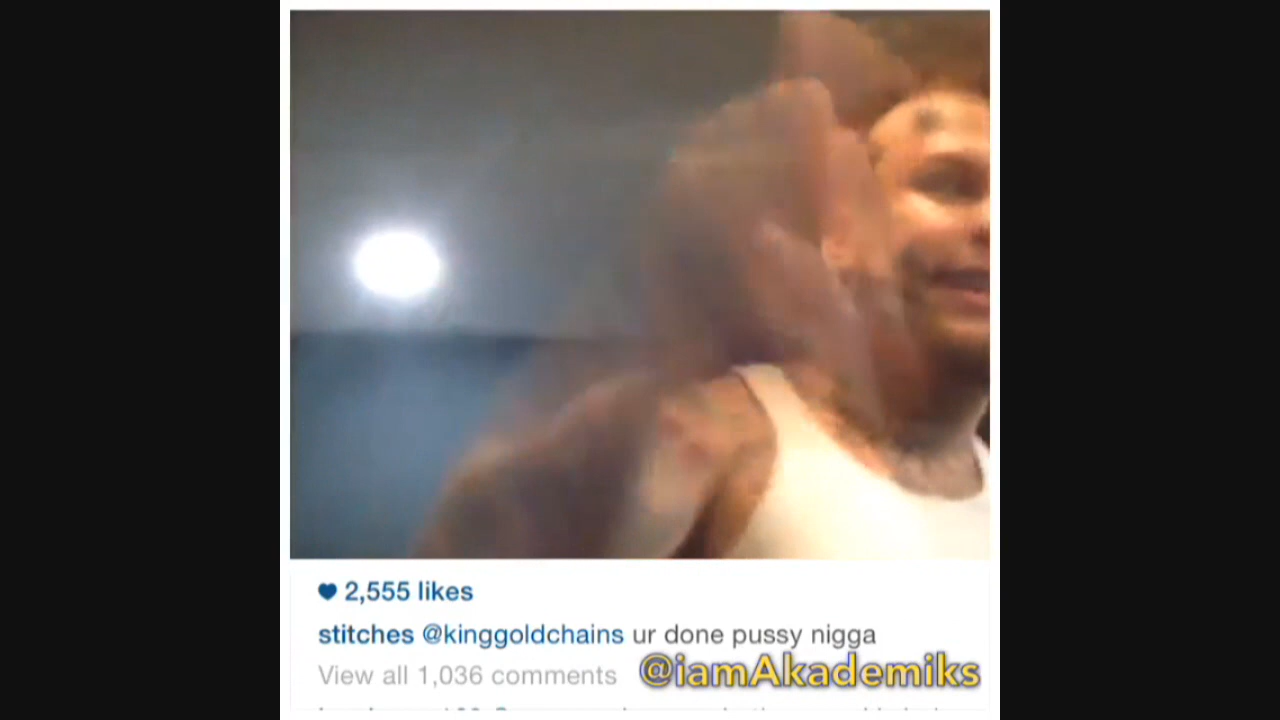 2,555 likes
stitches @kinggoldchains ur done pussy nigga
View all 1,036 comments
@iamAkademiks